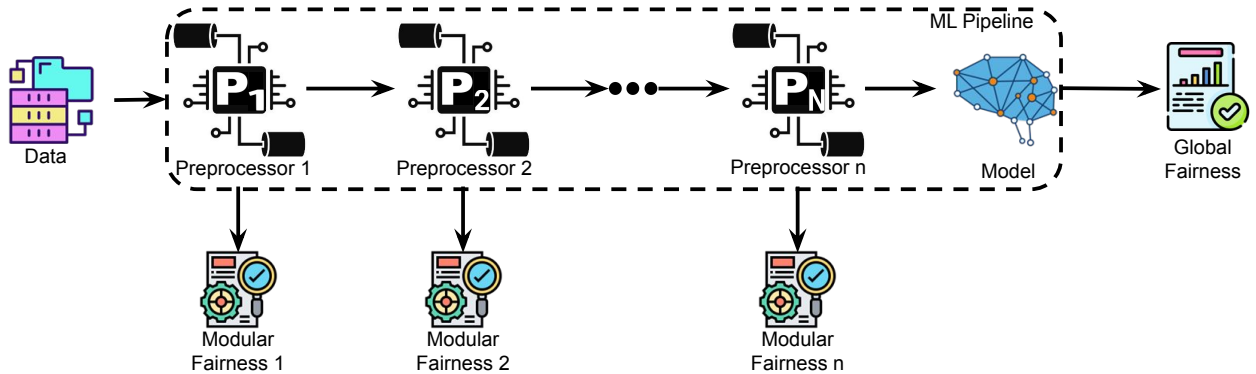 ML Pipeline
P1
P2
PN
Data
Preprocessor 1
Preprocessor 2
Preprocessor n
Model
Global
Fairness
Modular
Fairness 1
Modular
Fairness 2
Modular
Fairness n